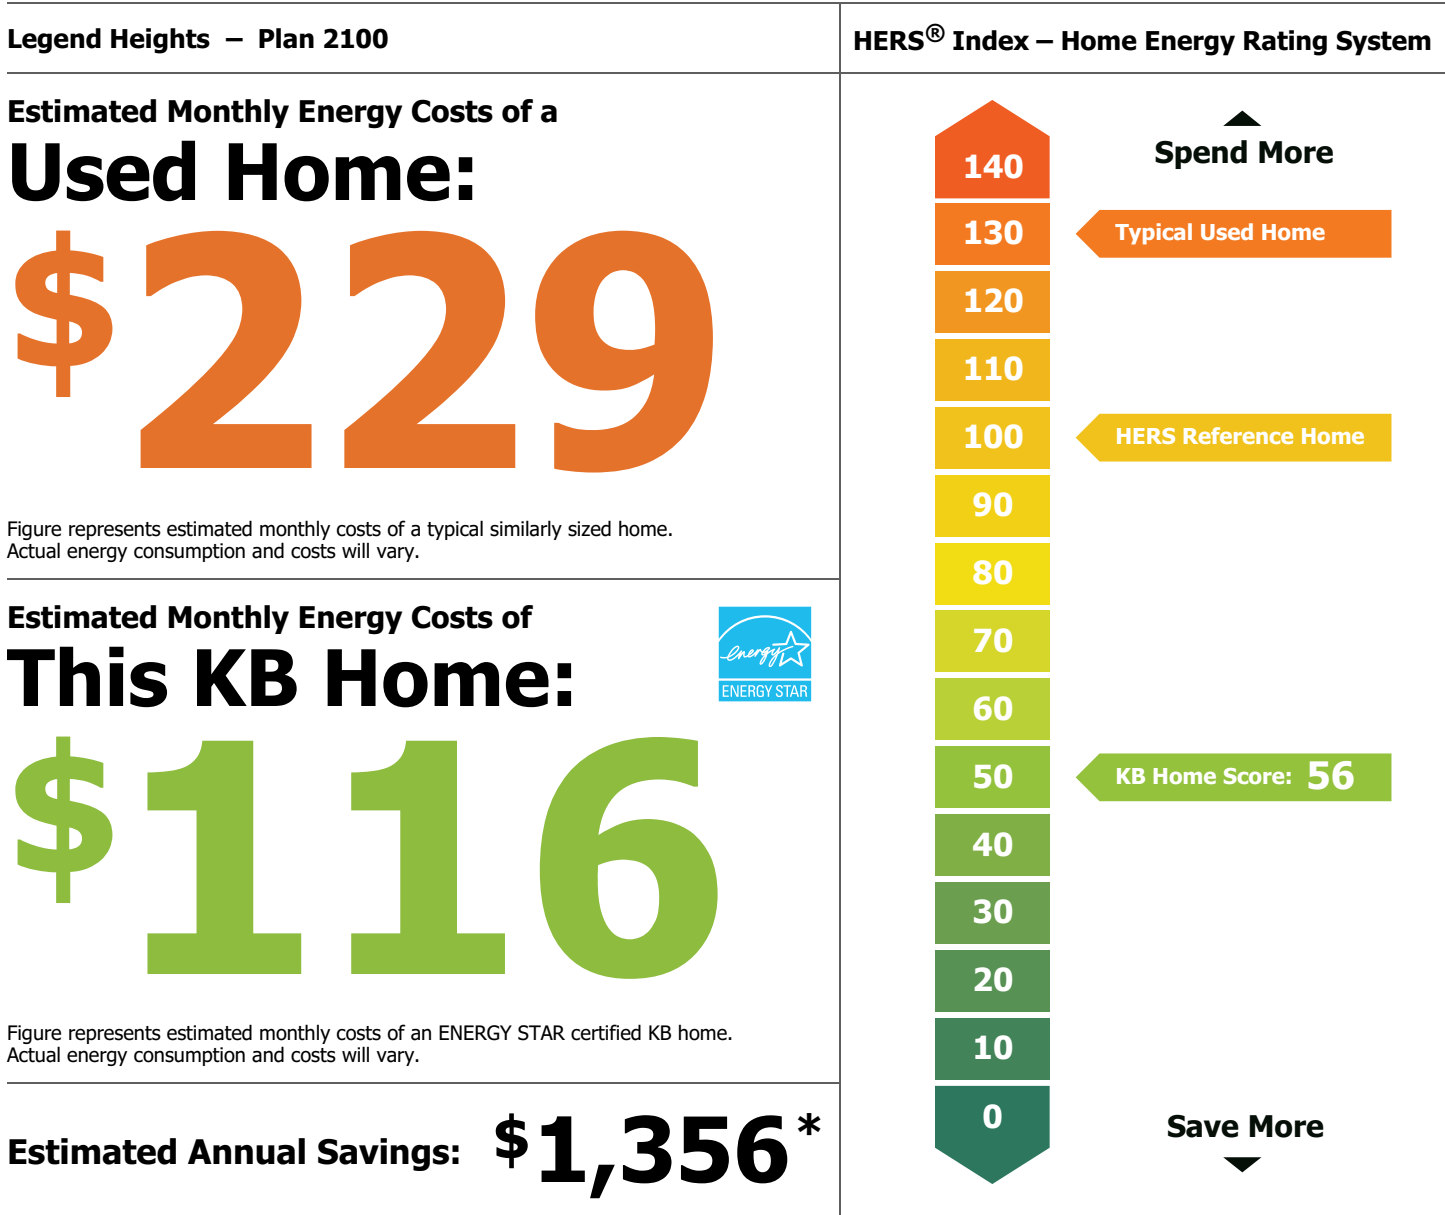 Legend Heights – Plan 2100
Estimated Monthly Energy Costs of a
Used Home:
$229
Figure represents estimated monthly costs of a typical similarly sized home.
Actual energy consumption and costs will vary.
Estimated Monthly Energy Costs of
This KB Home:
energy
ENERGY STAR
$116
Figure represents estimated monthly costs of an ENERGY STAR certified KB home.
Actual energy consumption and costs will vary.
Estimated Annual Savings: $1,356*
HERS® Index – Home Energy Rating System
Spend More
140
130 Typical Used Home
120
110
100 HERS Reference Home
90
80
70
60
50 KB Home Score: 56
40
30
20
10
0
Save More